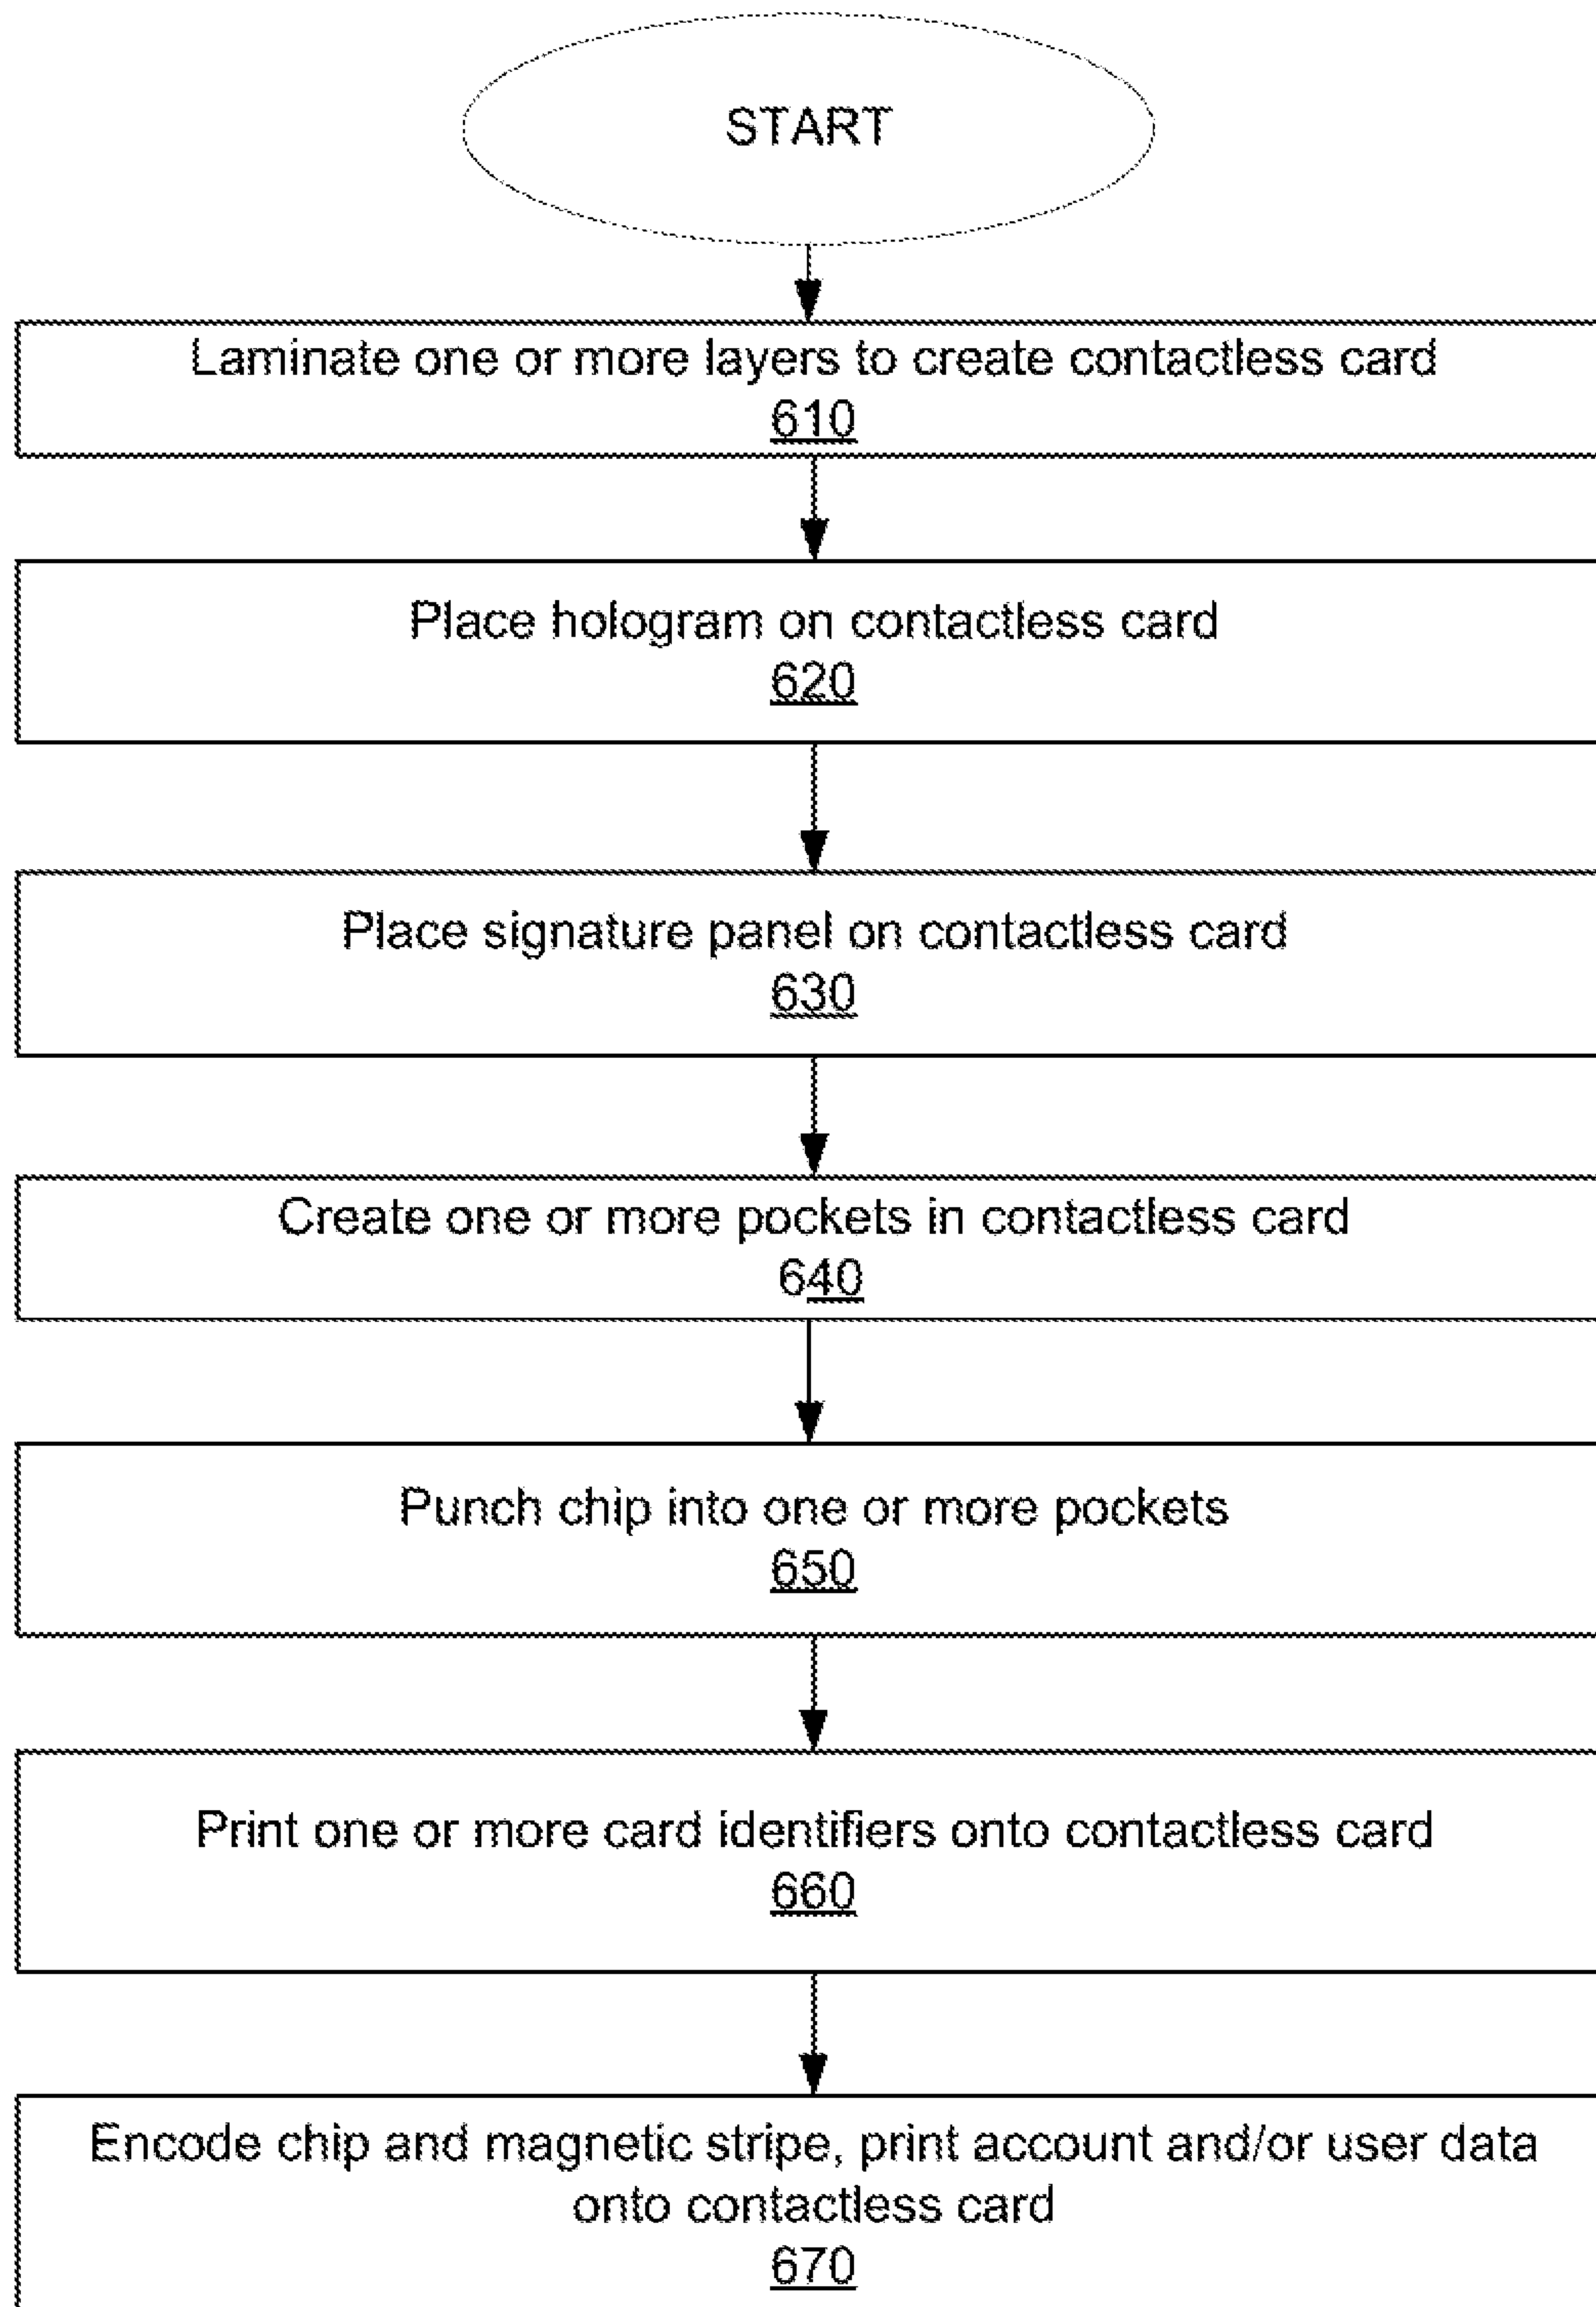 START
Laminate one or more layers to create contactless card
610
Place hologram on contactless card
620
Place signature panel on contactless card
630
Create one or more pockets in contactless card
640
Punch chip into one or more pockets
650
Print one or more card identifiers onto contactless card
660
Encode chip and magnetic stripe, print account and/or user data
onto contactless card
670